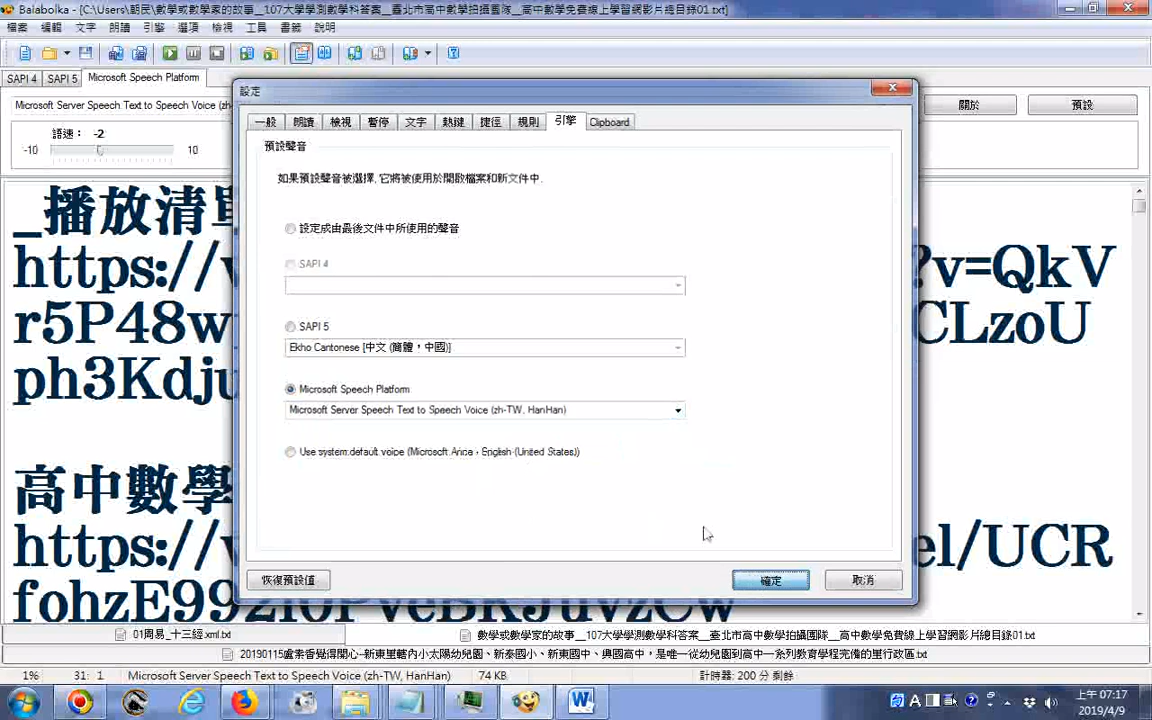 Balabolka - [C:\Users\朝民\數學或數學家的故事__107大學學測數學科答案__臺北市高中數學拍攝團隊__高中數學免費線上學習網影片總目錄01.txt]
檔案 編輯 文字 朗讀 引擎 選項 檢視 工具 書籤 說明
SAPI 4 SAPI 5 Microsoft Speech Platform
Microsoft Server Speech Text to Speech Voice (zh-
關於 預設
語速： -2
-10 10
設定
一般 朗讀 檢視 暫停 文字 熱鍵 捷徑 規則 引擎 Clipboard
預設聲音
如果預設聲音被選擇, 它將被使用於開啟檔案和新文件中.
設定成由最後文件中所使用的聲音
SAPI 4
SAPI 5
Ekho Cantonese [中文 (簡體，中國)]
Microsoft Speech Platform
Microsoft Server Speech Text to Speech Voice (zh-TW, HanHan)
Use system default voice (Microsoft Anna - English (United States))
恢復預設值 確定 取消
_播放清單
https://v ?v=QkV
r5P48w CLzoU
ph3Kdju
高中數學
https://v el/UCR
fohzE992
01周易_十三經.xml.txt 數學或數學家的故事__107大學學測數學科答案__臺北市高中數學拍攝團隊__高中數學免費線上學習網影片總目錄01.txt
20190115盧素香覺得開心--新東里轄內小太陽幼兒園、新泰國小、新東國中、興國高中，是唯一從幼兒園到高中一系列教育學程完備的里行政區.txt
1% 31: 1 Microsoft Server Speech Text to Speech Voice (zh-TW, HanHan) 74 KB 計時器: 200 分 剩餘
上午 07:17
2019/4/9